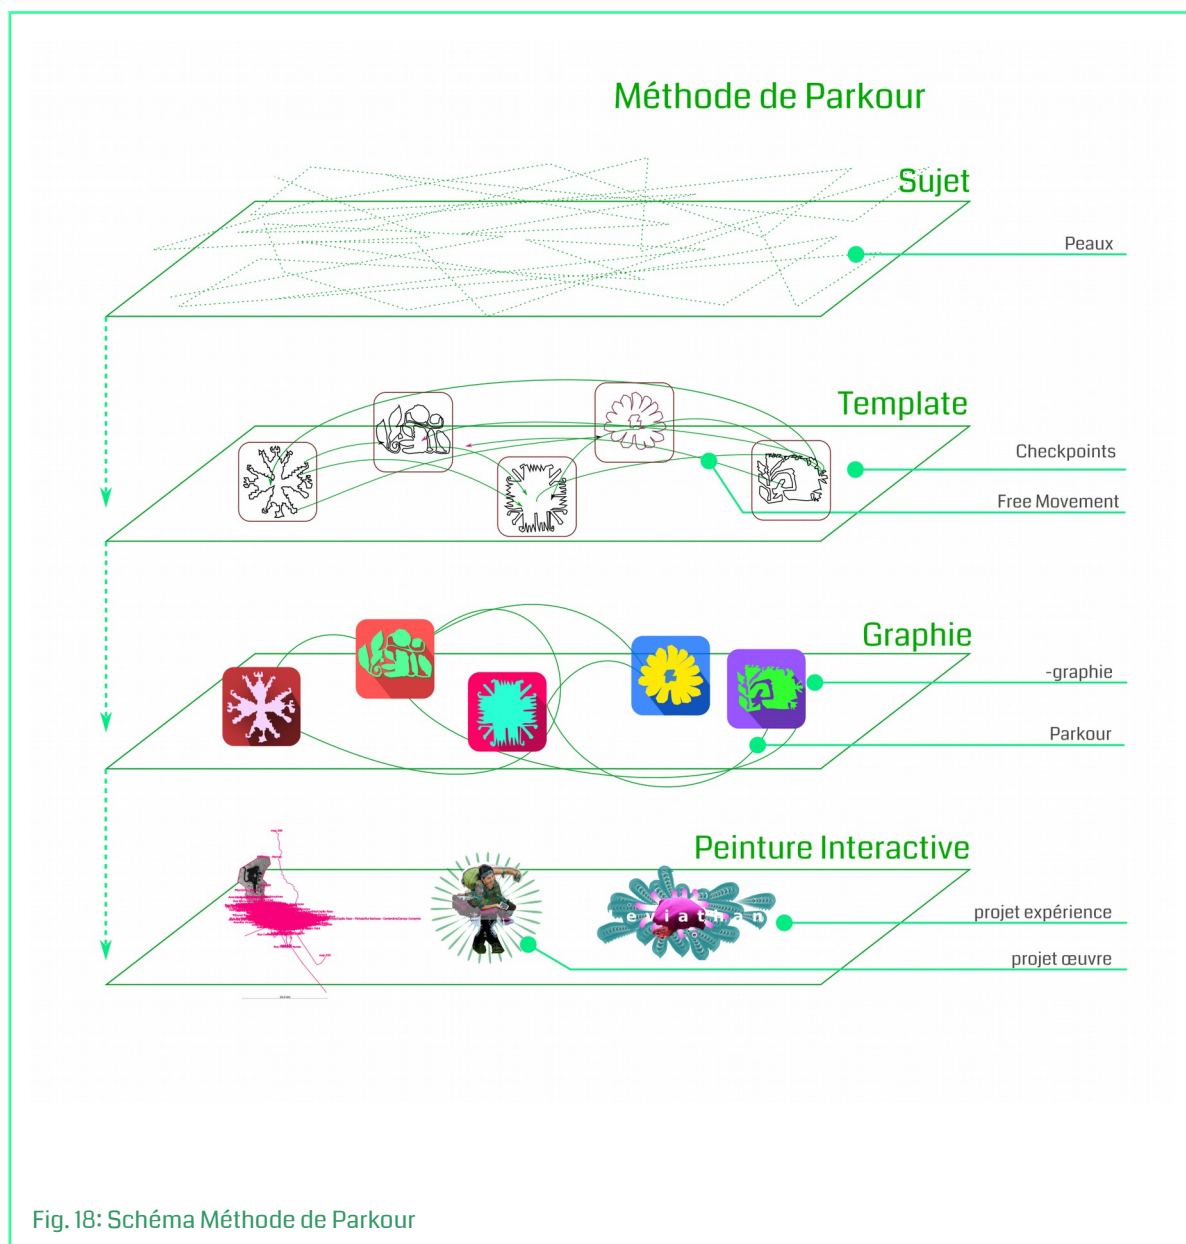 Méthode de Parkour
Sujet
Peaux
Template
Checkpoints
Free Movement
Graphie
-graphie
Parkour
Peinture Interactive
eviathan
projet expérience
projet œuvre
Fig. 18: Schéma Méthode de Parkour